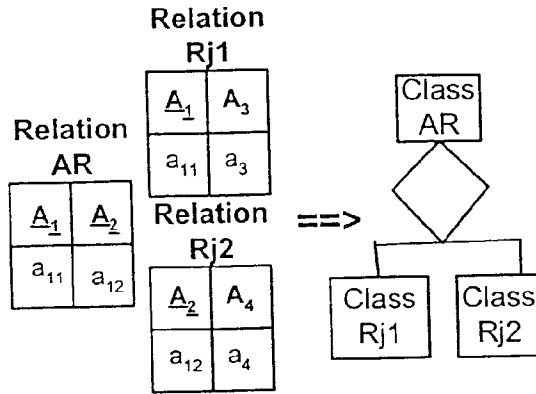 Relation
Rj1
A1 A3
a11 a3
Relation
AR
A1 A2
a11 a12
Relation
Rj2
A2 A4
a12 a4
==>
Class
AR
Class
Rj1
Class
Rj2